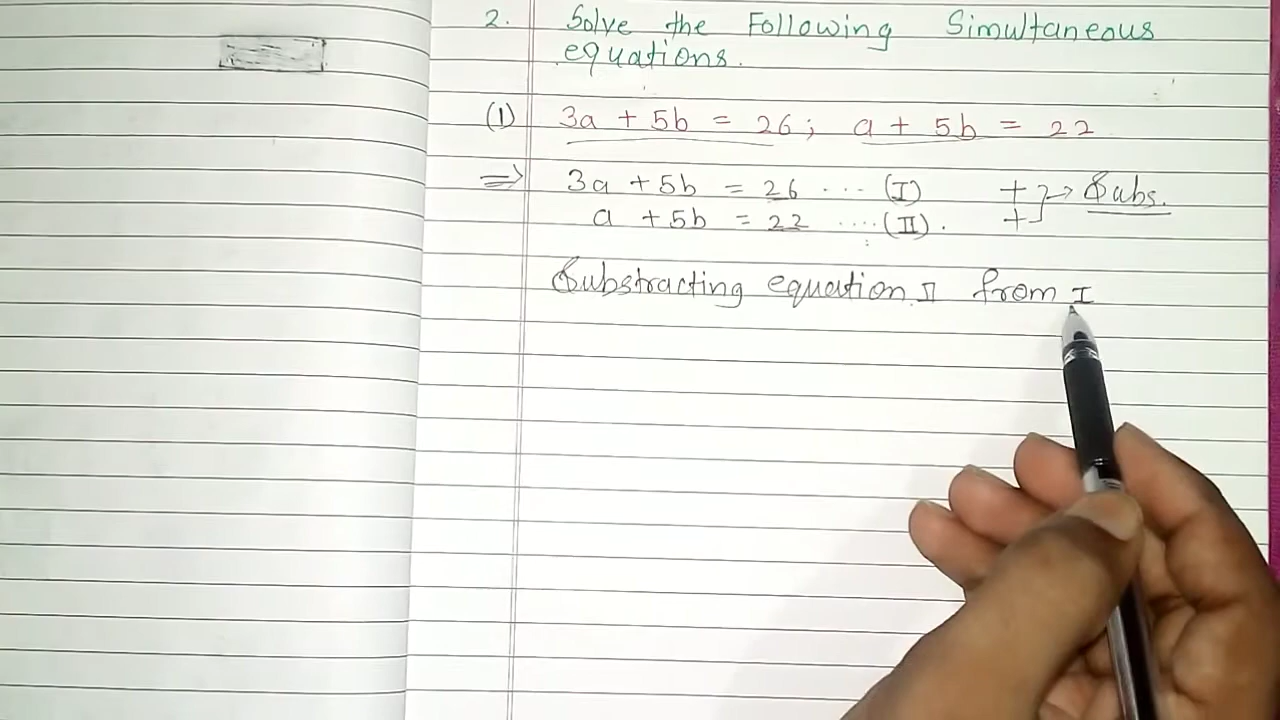 2. Solve the Following Simultaneous
equations.
(1) 3a + 5b = 26; a + 5b = 22
⇒ 3a + 5b = 26 ... (I) + → Subs.
a + 5b = 22 ....(II). +
Substracting equation II from I